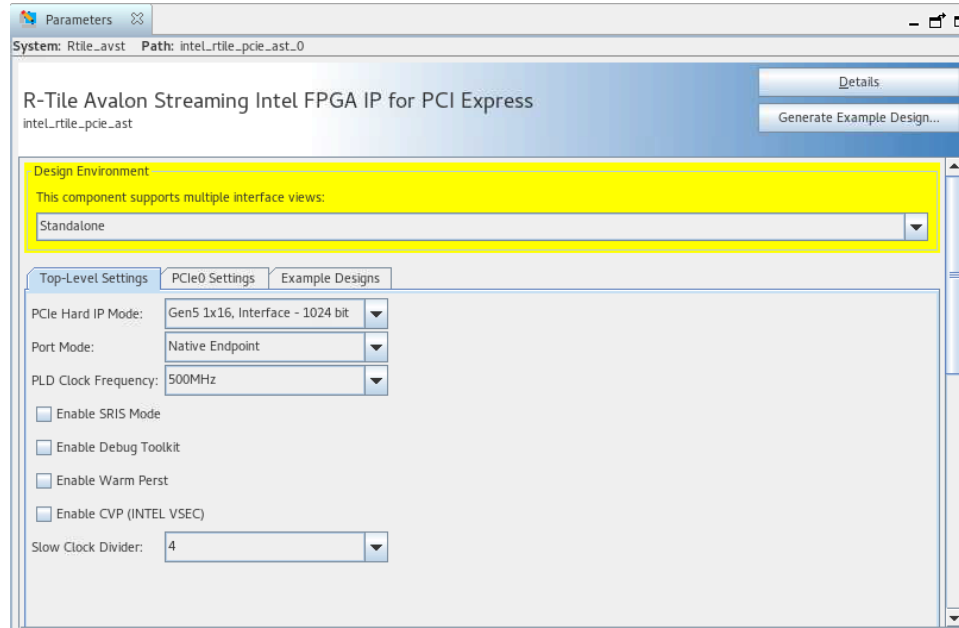 Parameters
System: Rtile_avst Path: intel_rtile_pcie_ast_0
R-Tile Avalon Streaming Intel FPGA IP for PCI Express
intel_rtile_pcie_ast
Details
Generate Example Design...
Design Environment
This component supports multiple interface views:
Standalone
Top-Level Settings PCIe0 Settings Example Designs
PCIe Hard IP Mode: Gen5 1x16, Interface - 1024 bit
Port Mode: Native Endpoint
PLD Clock Frequency: 500MHz
Enable SRIS Mode
Enable Debug Toolkit
Enable Warm Perst
Enable CVP (INTEL VSEC)
Slow Clock Divider: 4